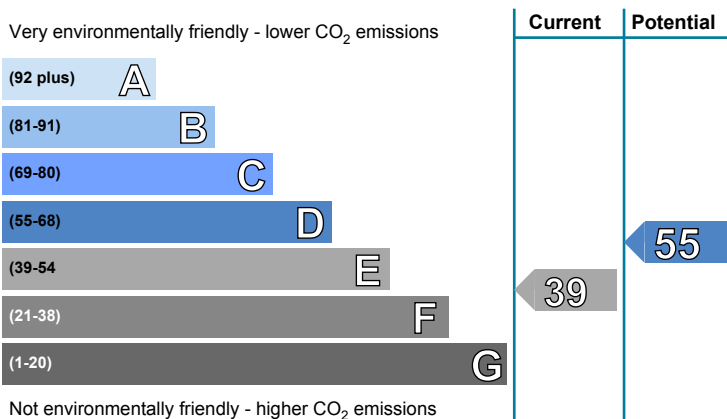 Current Potential
Very environmentally friendly - lower CO₂ emissions
(92 plus) A
(81-91) B
(69-80) C
(55-68) D
55
(39-54 E
39
(21-38) F
(1-20) G
Not environmentally friendly - higher CO₂ emissions